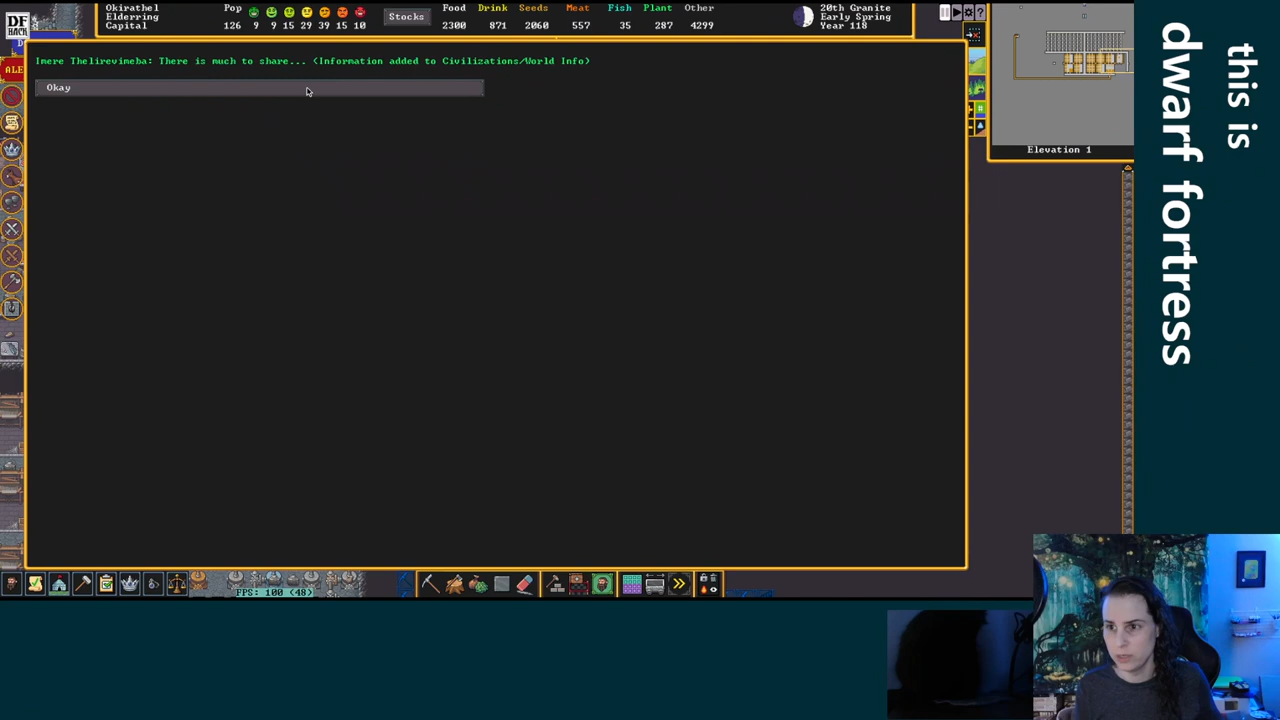 DF
HACK
Okirathel
Elderring
Capital
Pop
126 9 9 15 29 39 15 10
Stocks
Food Drink Seeds Meat Fish Plant Other
2300 871 2060 557 35 287 4299
20th Granite
Early Spring
Year 118
ALE
Imere Thelirevimeba: There is much to share... (Information added to Civilizations/World Info)
Okay
Elevation 1
FPS: 100 (48)
this is
dwarf fortress